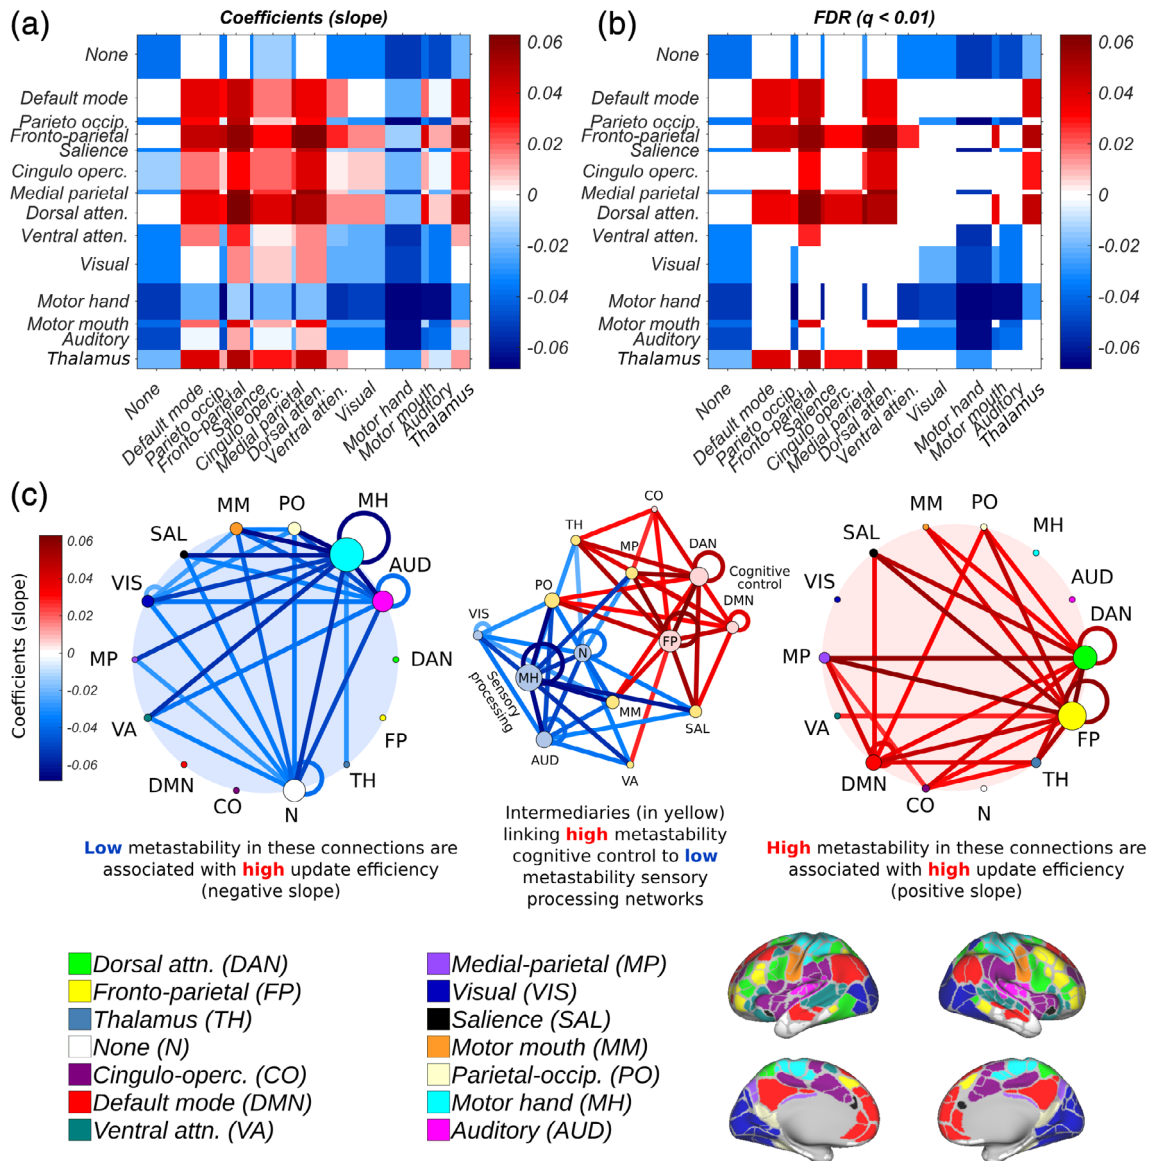 (a)
Coefficients (slope)
None
Default mode
Parieto occip.
Fronto-parietal
Salience
Cingulo operc.
Medial parietal
Dorsal atten.
Ventral atten.
Visual
Motor hand
Motor mouth
Auditory
Thalamus
None
Default mode
Parieto occip.
Fronto-parietal
Salience
Cingulo operc.
Medial parietal
Dorsal atten.
Ventral atten.
Visual
Motor hand
Motor mouth
Auditory
Thalamus
0.06
0.04
0.02
0
-0.02
-0.04
-0.06
(b)
FDR (q < 0.01)
None
Default mode
Parieto occip.
Fronto-parietal
Salience
Cingulo operc.
Medial parietal
Dorsal atten.
Ventral atten.
Visual
Motor hand
Motor mouth
Auditory
Thalamus
None
Default mode
Parieto occip.
Fronto-parietal
Salience
Cingulo operc.
Medial parietal
Dorsal atten.
Ventral atten.
Visual
Motor hand
Motor mouth
Auditory
Thalamus
0.06
0.04
0.02
0
-0.02
-0.04
-0.06
(c)
Coefficients (slope)
0.06
0.04
0.02
0
-0.02
-0.04
-0.06
MM
PO
MH
SAL
AUD
VIS
MP
DAN
VA
FP
DMN
CO
N
TH
Low metastability in these connections are
associated with high update efficiency
(negative slope)
CO
TH
MP
DAN
Cognitive
control
PO
DMN
VIS
N
FP
MH
Sensory
processing
MM
SAL
AUD
VA
Intermediaries (in yellow)
linking high metastability
cognitive control to low
metastability sensory
processing networks
MM
PO
MH
SAL
AUD
VIS
DAN
MP
VA
FP
DMN
TH
CO
N
High metastability in these connections are
associated with high update efficiency
(positive slope)
Dorsal attn. (DAN)
Fronto-parietal (FP)
Thalamus (TH)
None (N)
Cingulo-operc. (CO)
Default mode (DMN)
Ventral attn. (VA)
Medial-parietal (MP)
Visual (VIS)
Salience (SAL)
Motor mouth (MM)
Parietal-occip. (PO)
Motor hand (MH)
Auditory (AUD)